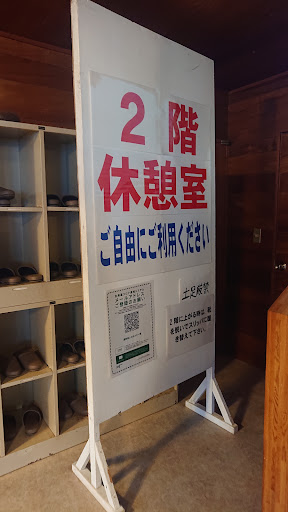 2階
休憩室
ご自由にご利用ください
土足厳禁
2階に上がる時は、靴
を脱いでスリッパに履
き替えて下さい。